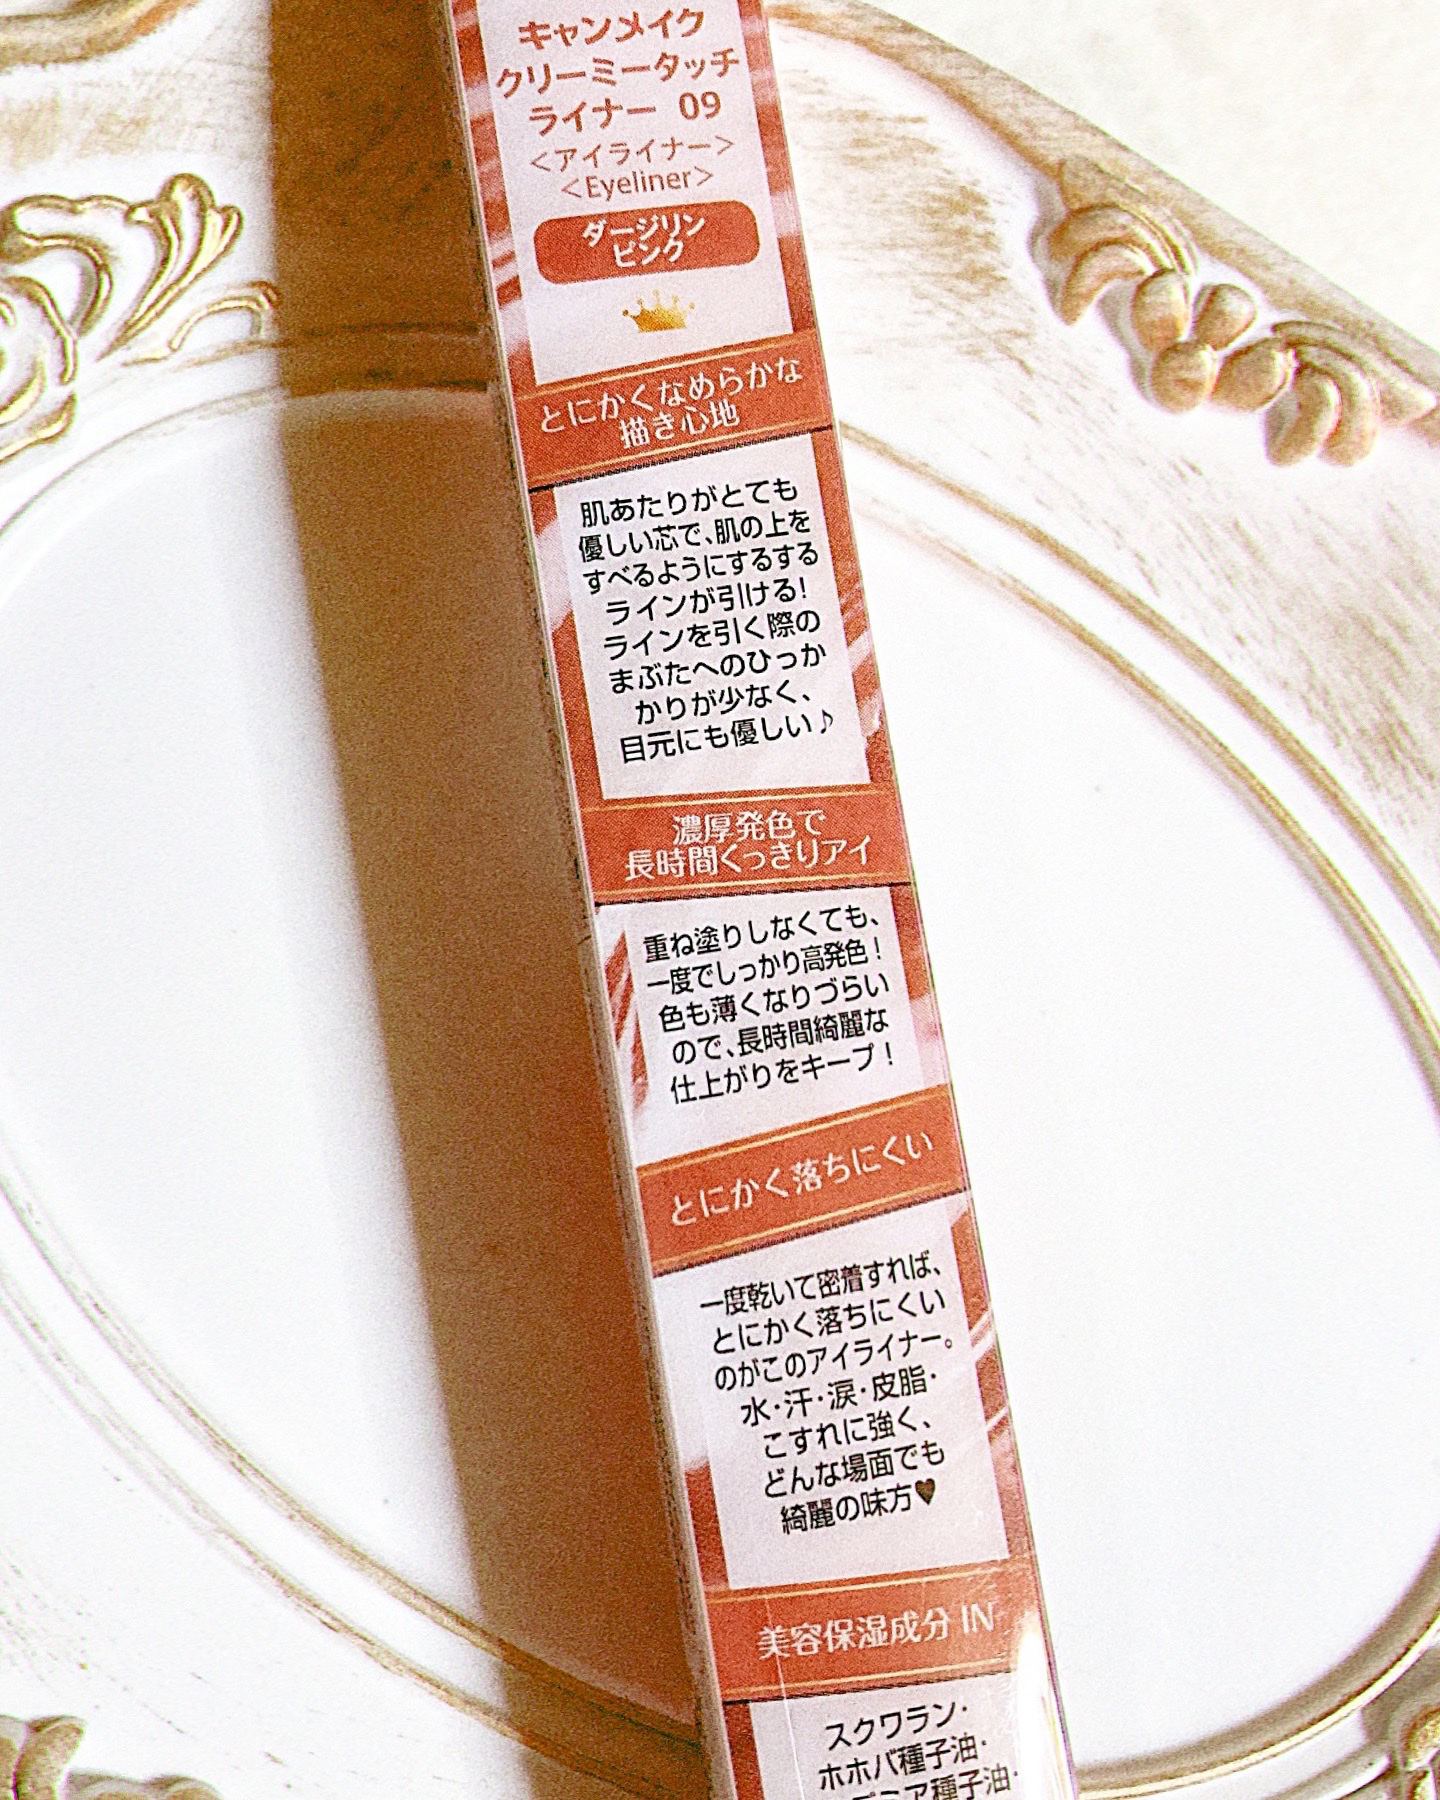 キャンメイク
クリーミータッチ
ライナー 09
<アイライナー>
<Eyeliner>
ダージリン
ピンク
とにかくなめらかな
描き心地
肌あたりがとても
優しい芯で、肌の上を
すべるようにするする
ラインが引ける!
ラインを引く際の
まぶたへのひっか
かりが少なく、
目元にも優しい♪
濃厚発色で
長時間くっきりアイ
重ね塗りしなくても、
一度でしっかり高発色！
色も薄くなりづらい
ので、長時間綺麗な
仕上がりをキープ！
とにかく落ちにくい
一度乾いて密着すれば、
とにかく落ちにくい
のがこのアイライナー。
水・汗・涙・皮脂・
こすれに強く、
どんな場面でも
綺麗の味方♥
美容保湿成分 IN
スクワラン・
ホホバ種子油・
種子油・